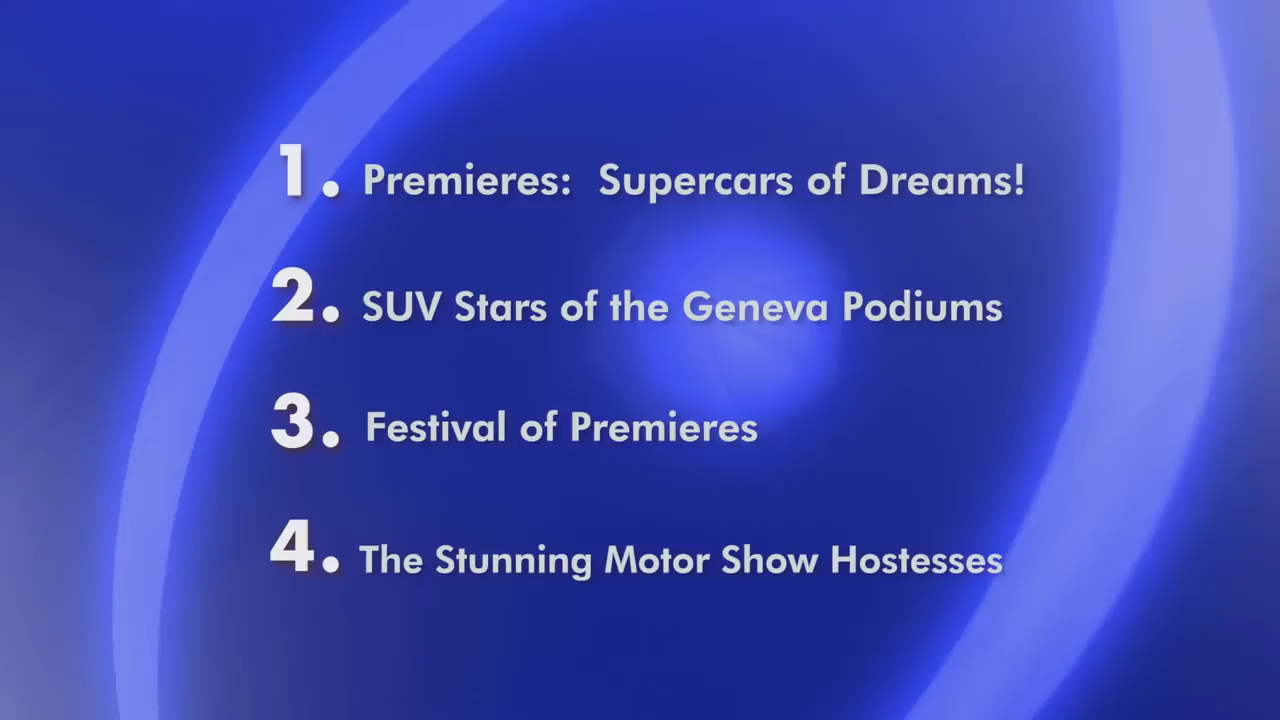 1. Premieres: Supercars of Dreams!
2. SUV Stars of the Geneva Podiums
3. Festival of Premieres
4. The Stunning Motor Show Hostesses